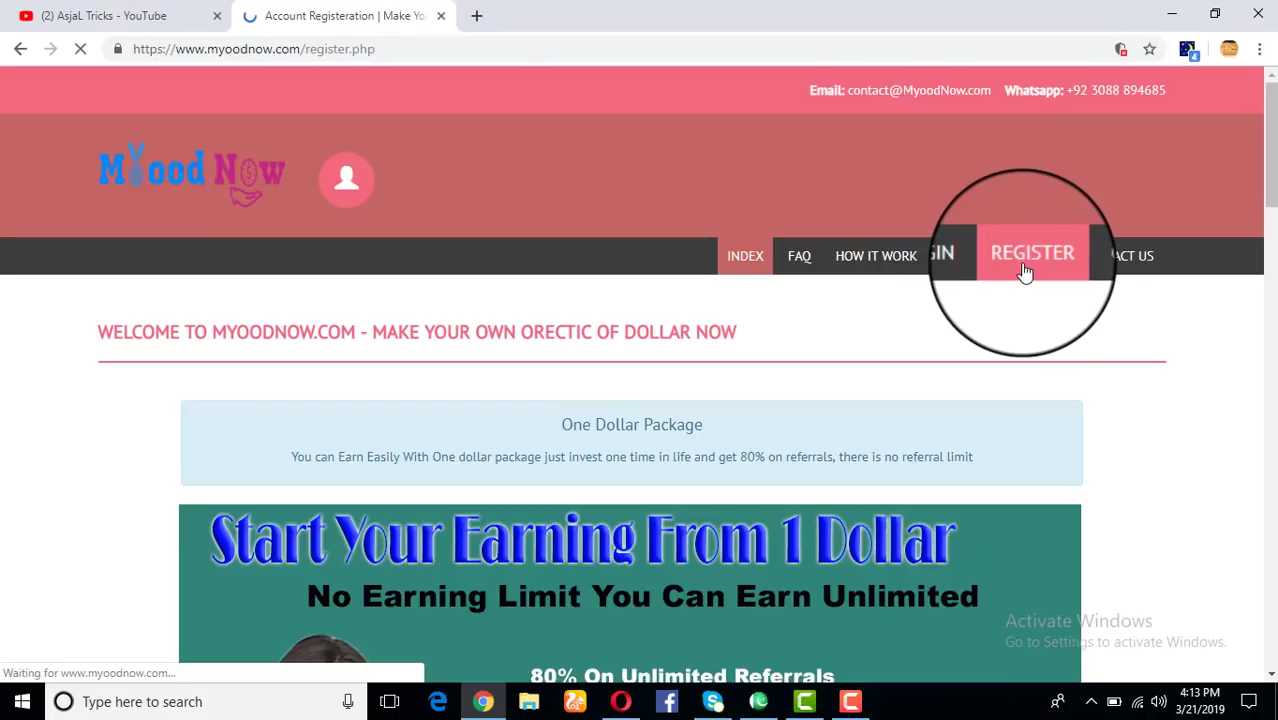 (2) AsjaL Tricks - YouTube
Account Registeration | Make Yo
https://www.myoodnow.com/register.php
4
Email: contact@MyoodNow.com Whatsapp: +92 3088 894685
Myood Now
INDEX FAQ HOW IT WORK GIN REGISTER ACT US
WELCOME TO MYOODNOW.COM - MAKE YOUR OWN ORECTIC OF DOLLAR NOW
One Dollar Package
You can Earn Easily With One dollar package just invest one time in life and get 80% on referrals, there is no referral limit
Start Your Earning From 1 Dollar
No Earning Limit You Can Earn Unlimited
80% On Unlimited Referrals
Activate Windows
Go to Settings to activate Windows.
Waiting for www.myoodnow.com...
Type here to search
4:13 PM
3/21/2019